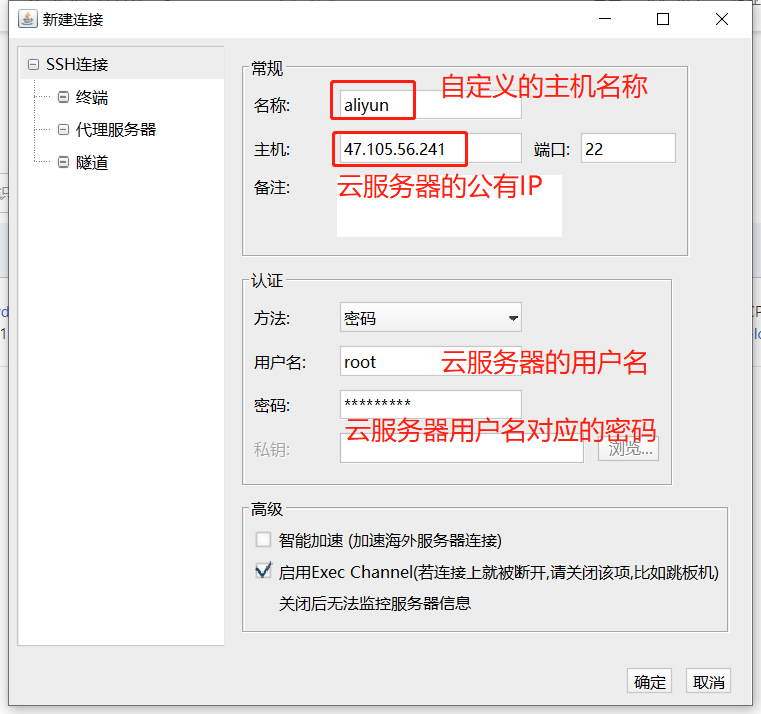 新建连接
SSH连接
终端
代理服务器
隧道
常规
名称: aliyun 自定义的主机名称
主机: 47.105.56.241 端口: 22
备注: 云服务器的公有IP
认证
方法: 密码
用户名: root 云服务器的用户名
密码: *********
云服务器用户名对应的密码
私钥: 浏览...
高级
智能加速 (加速海外服务器连接)
启用Exec Channel(若连接上就被断开,请关闭该项,比如跳板机)
关闭后无法监控服务器信息
确定 取消